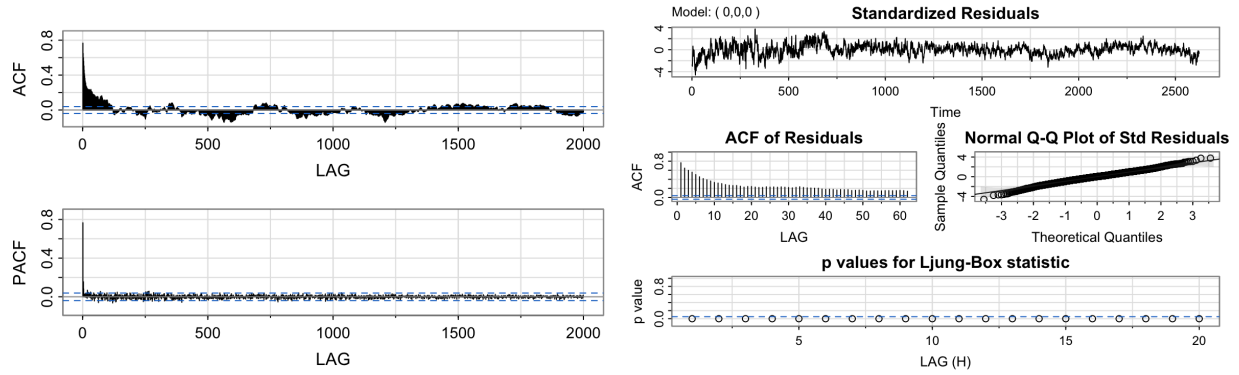 ACF
0.0 0.4 0.8
0 500 1000 1500 2000
LAG
PACF
0.0 0.4 0.8
0 500 1000 1500 2000
LAG
Model: ( 0,0,0 )
Standardized Residuals
-4 0 4
0 500 1000 1500 2000 2500
Time
ACF of Residuals
ACF
0.0 0.8
0 10 20 30 40 50 60
LAG
Normal Q-Q Plot of Std Residuals
Sample Quantiles
-4 0 4
-3 -2 -1 0 1 2 3
Theoretical Quantiles
p values for Ljung-Box statistic
p value
0.0 0.8
5 10 15 20
LAG (H)